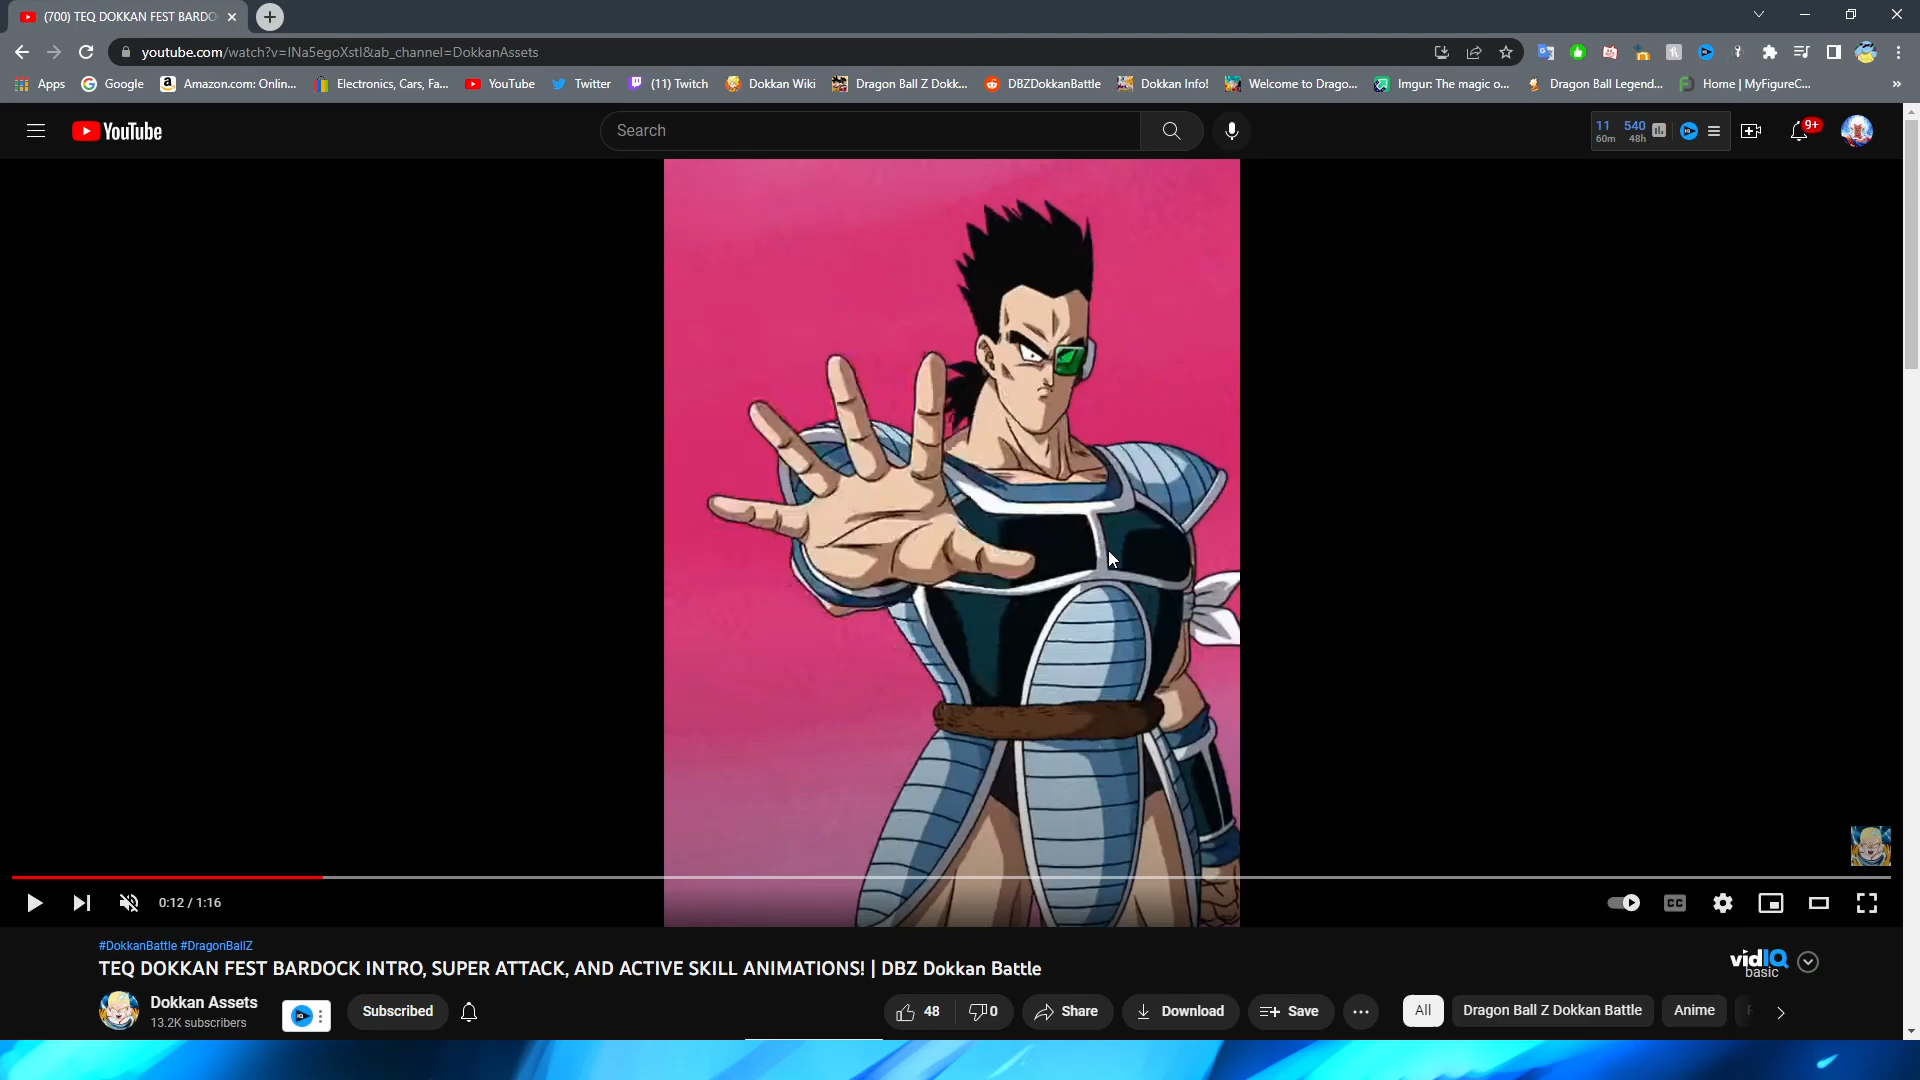 (700) TEQ DOKKAN FEST BARDO
youtube.com/watch?v=INa5egoXstI&ab_channel=DokkanAssets
Apps Google Amazon.com: Onlin... Electronics, Cars, Fa... YouTube Twitter (11) Twitch Dokkan Wiki Dragon Ball Z Dokk... DBZDokkanBattle Dokkan Info! Welcome to Drago... Imgur: The magic o... Dragon Ball Legend... Home | MyFigureC... »
YouTube Search 11 540 9+
60m 48h
0:12 / 1:16 CC
#DokkanBattle #DragonBallZ
TEQ DOKKAN FEST BARDOCK INTRO, SUPER ATTACK, AND ACTIVE SKILL ANIMATIONS! | DBZ Dokkan Battle
vidIQ
basic
Dokkan Assets
13.2K subscribers
Subscribed 48 0 Share Download Save ... All Dragon Ball Z Dokkan Battle Anime